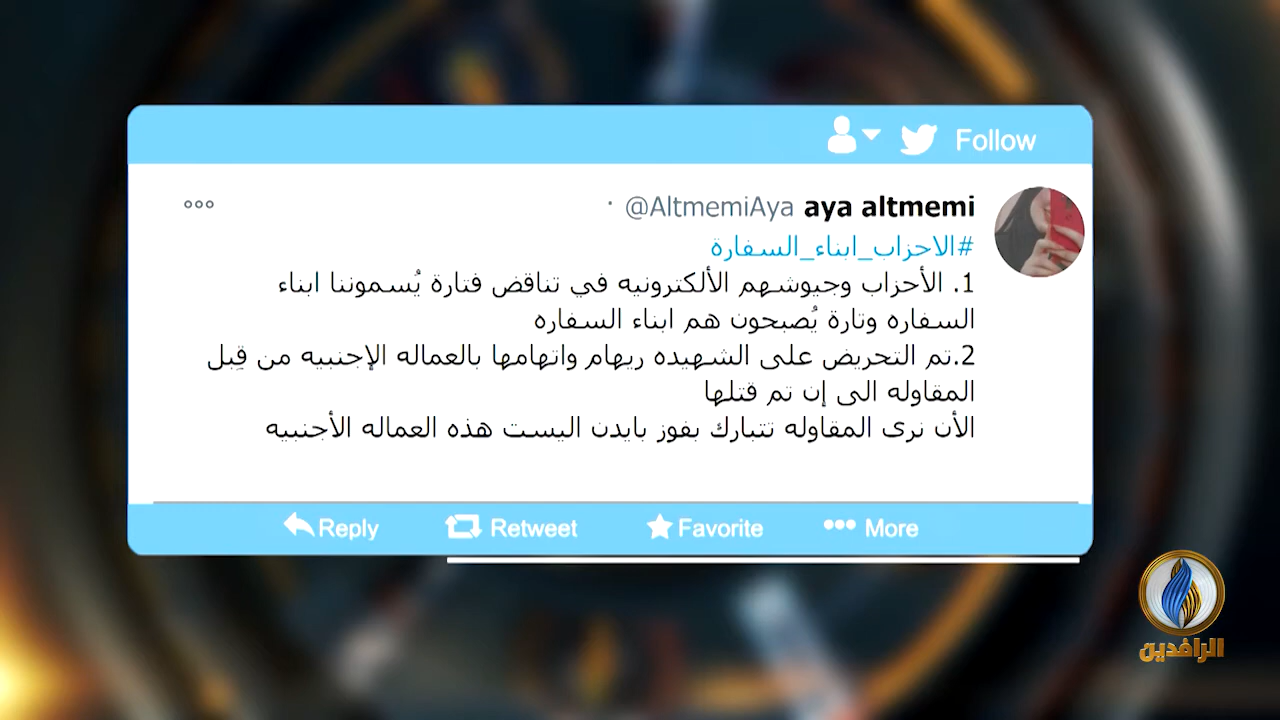 Follow
aya altmemi @AltmemiAya ·
#الاحزاب_ابناء_السفارة
1. الأحزاب وجيوشهم الألكترونيه في تناقض فتارة يُسموننا ابناء
السفاره وتارة يُصبحون هم ابناء السفاره
2.تم التحريض على الشهيده ريهام واتهامها بالعماله الإجنبيه من قِبل
المقاوله الى إن تم قتلها
الأن نرى المقاوله تتبارك بفوز بايدن اليست هذه العماله الأجنبيه
Reply Retweet Favorite More
الرافدين